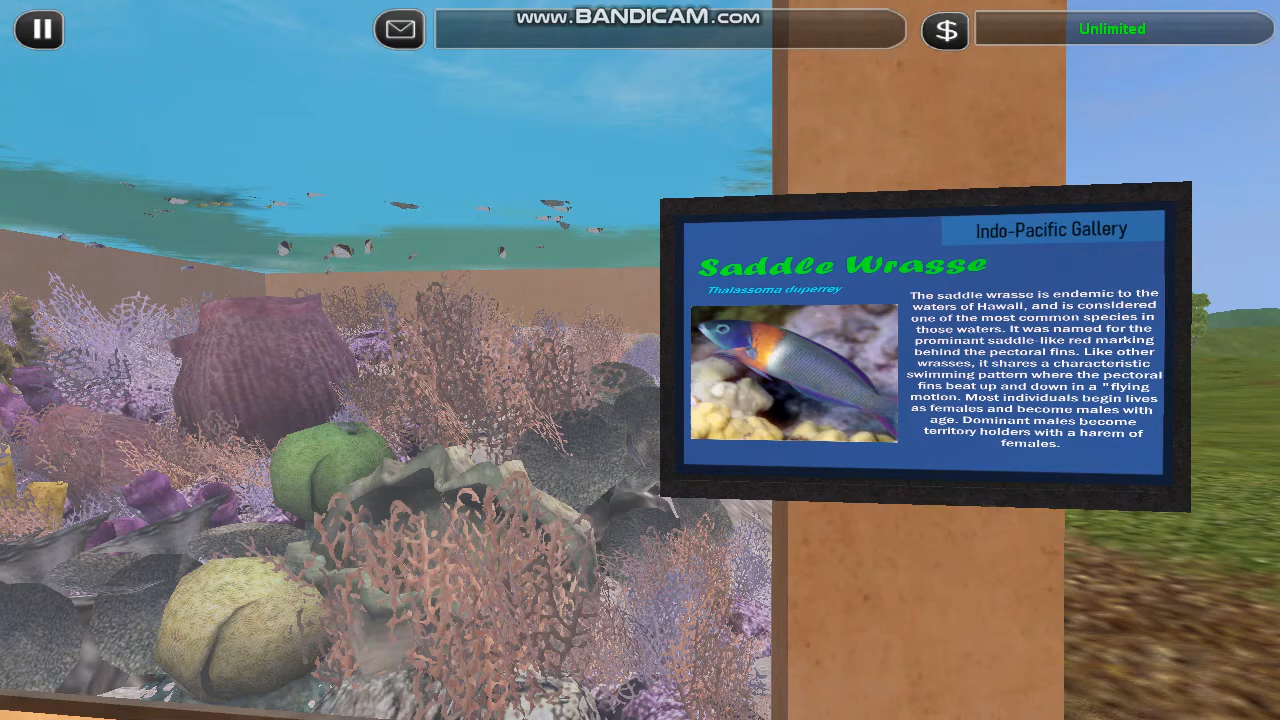 www.BANDICAM.com
$
Unlimited
Indo-Pacific Gallery
Saddle Wrasse
Thalassoma duperrey
The saddle wrasse is endemic to the
waters of Hawaii, and is considered
one of the most common species in
those waters. It was named for the
prominant saddle-like red marking
behind the pectoral fins. Like other
wrasses, it shares a characteristic
swimming pattern where the pectoral
fins beat up and down in a "flying
motion. Most individuals begin lives
as females and become males with
age. Dominant males become
territory holders with a harem of
females.